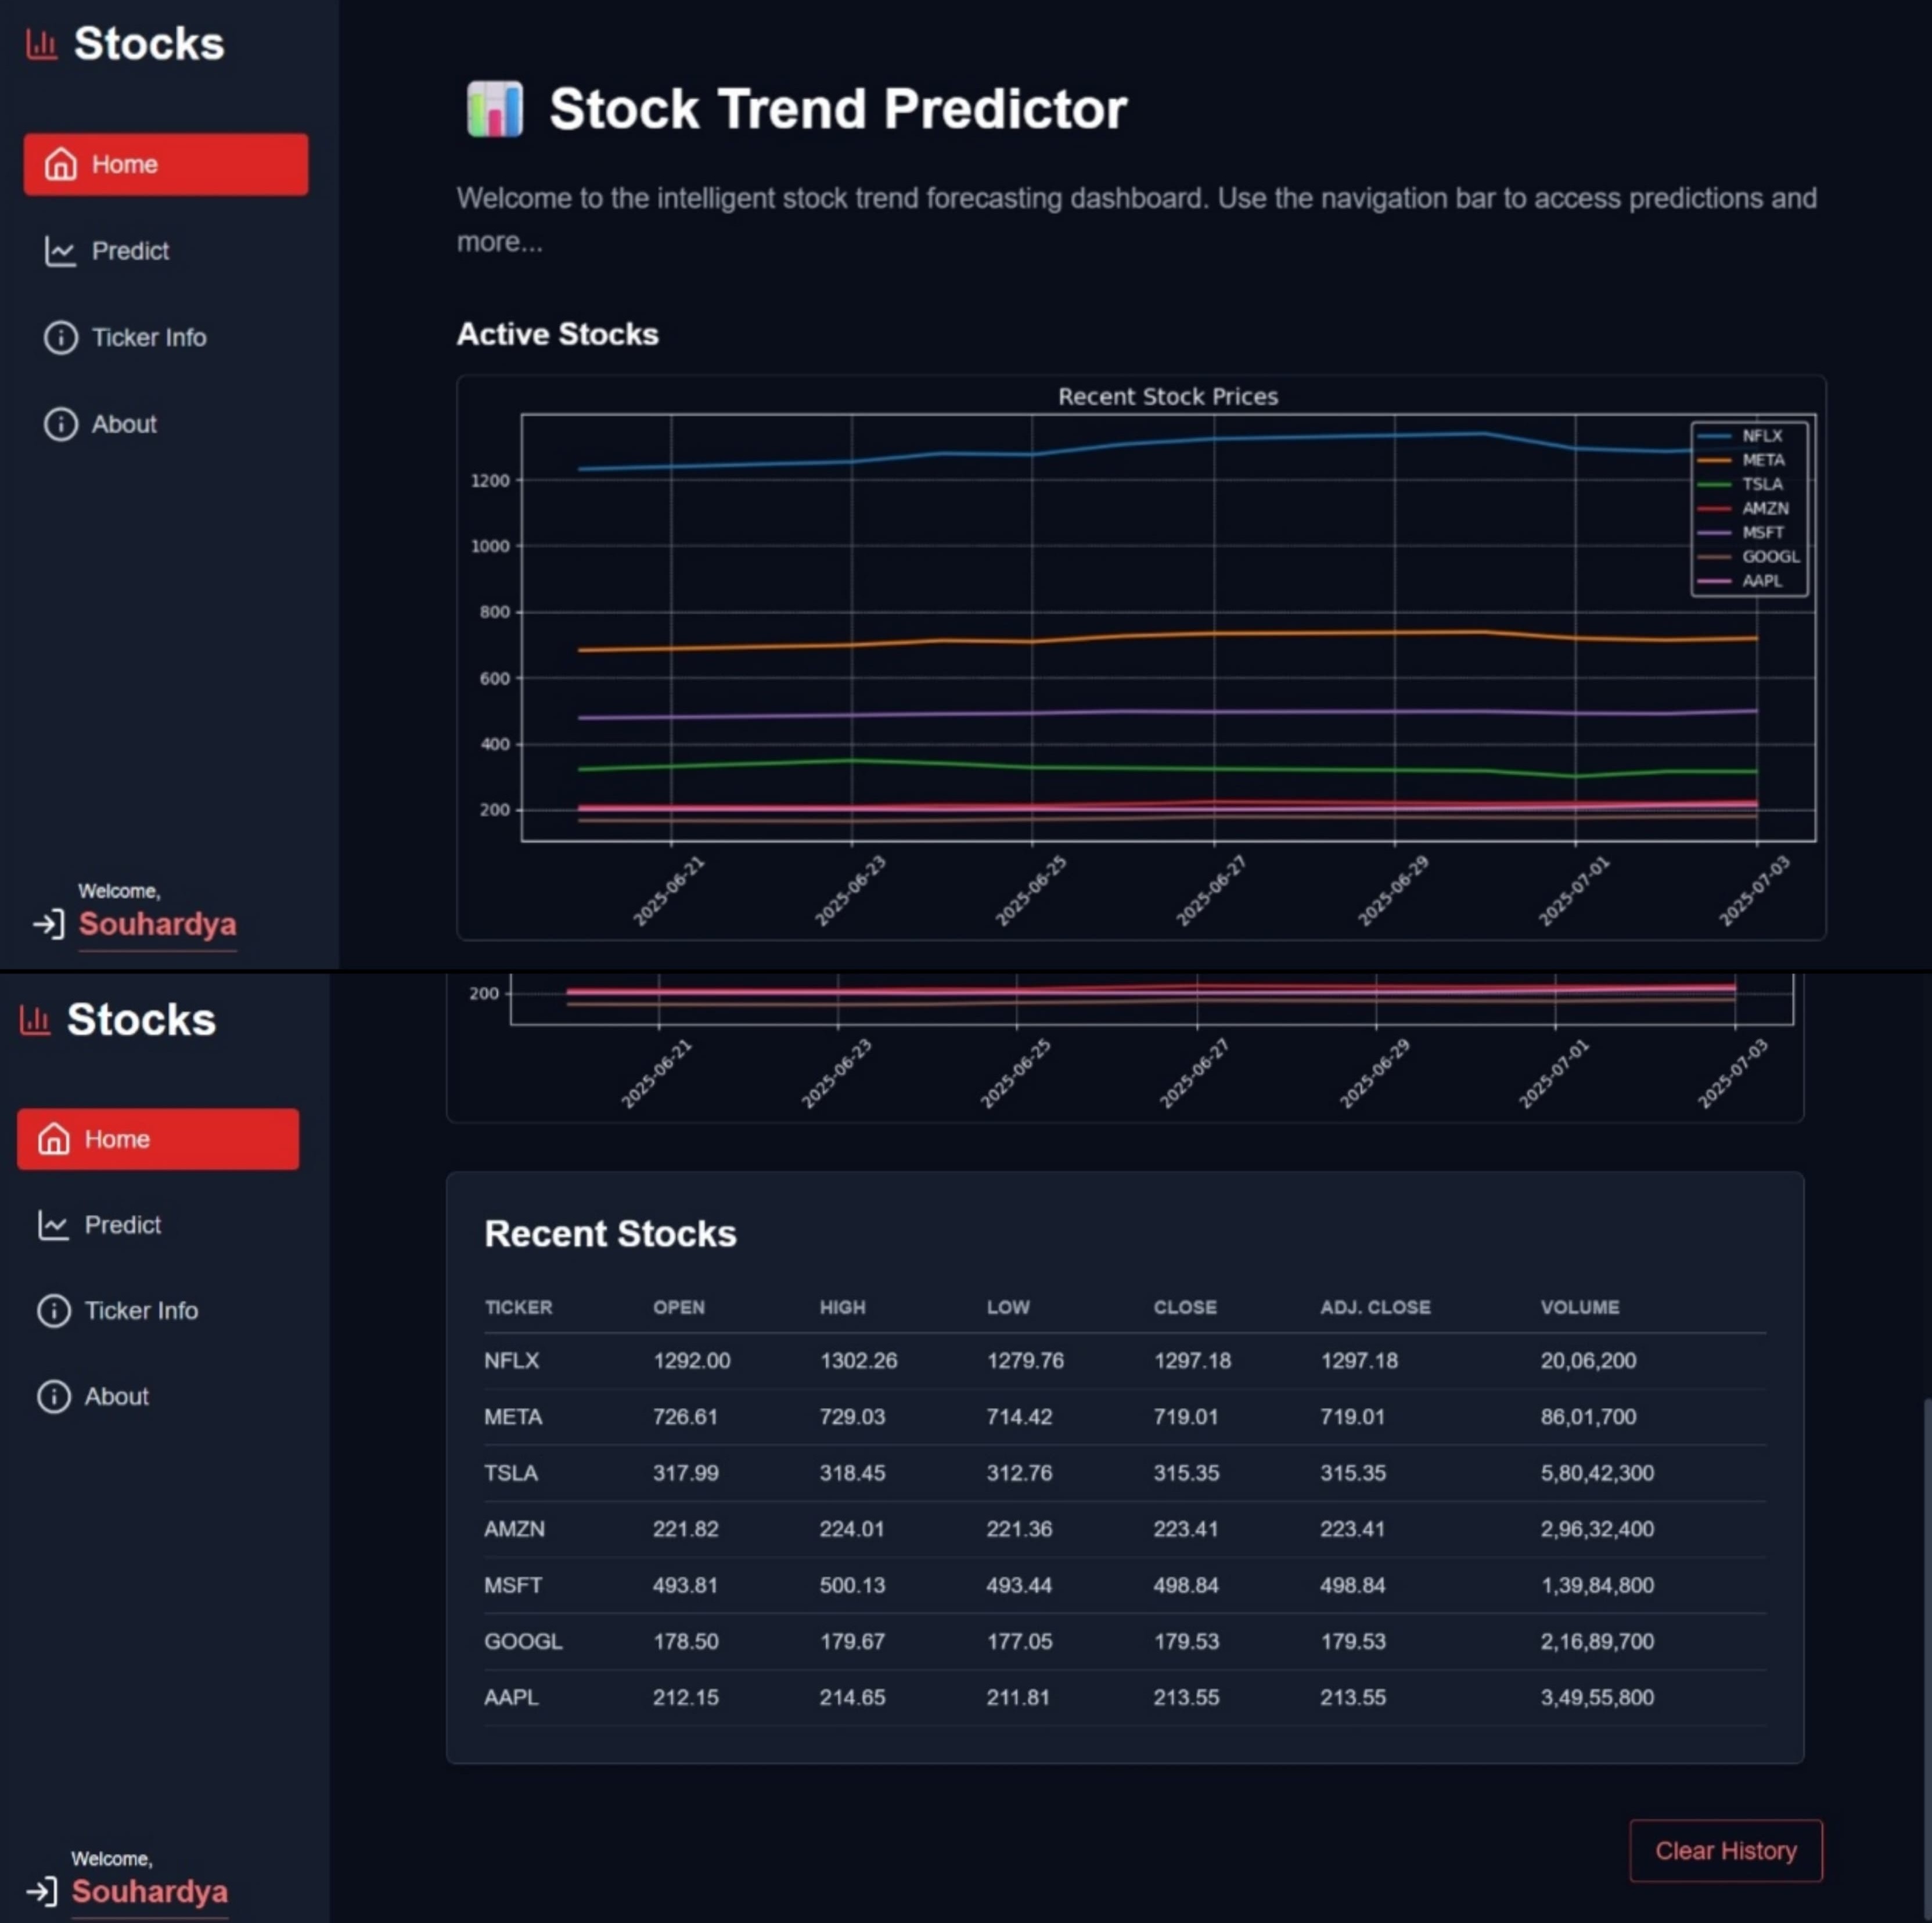 Stocks
Home
Predict
Ticker Info
About
Welcome,
Souhardya
Stock Trend Predictor
Welcome to the intelligent stock trend forecasting dashboard. Use the navigation bar to access predictions and
more...
Active Stocks
Recent Stock Prices
NFLX
META
TSLA
AMZN
MSFT
GOOGL
AAPL
1200
1000
800
600
400
200
2025-06-21 2025-06-23 2025-06-25 2025-06-27 2025-06-29 2025-07-01 2025-07-03
Stocks
Home
Predict
Ticker Info
About
Welcome,
Souhardya
200
2025-06-21 2025-06-23 2025-06-25 2025-06-27 2025-06-29 2025-07-01 2025-07-03
Recent Stocks
TICKER OPEN HIGH LOW CLOSE ADJ. CLOSE VOLUME
NFLX 1292.00 1302.26 1279.76 1297.18 1297.18 20,06,200
META 726.61 729.03 714.42 719.01 719.01 86,01,700
TSLA 317.99 318.45 312.76 315.35 315.35 5,80,42,300
AMZN 221.82 224.01 221.36 223.41 223.41 2,96,32,400
MSFT 493.81 500.13 493.44 498.84 498.84 1,39,84,800
GOOGL 178.50 179.67 177.05 179.53 179.53 2,16,89,700
AAPL 212.15 214.65 211.81 213.55 213.55 3,49,55,800
Clear History